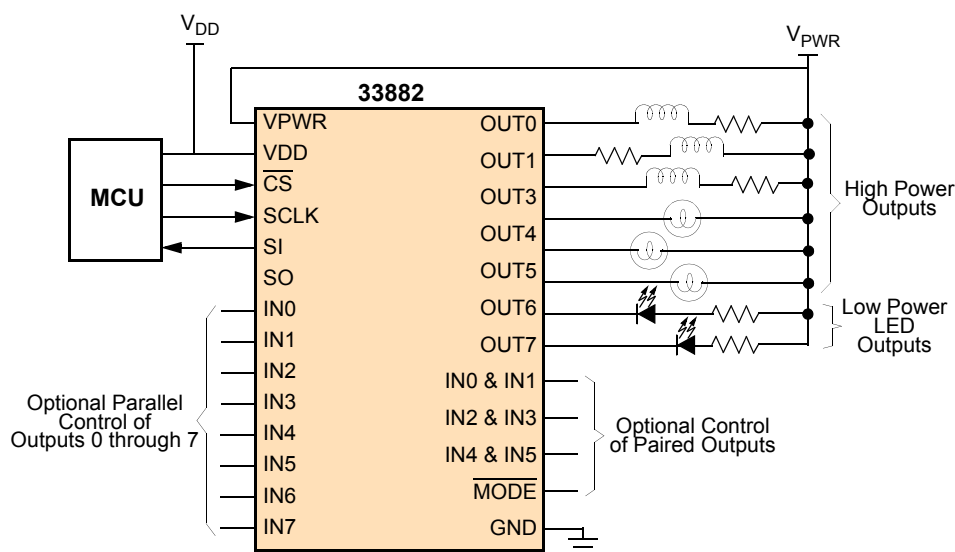 VDD
VPWR
33882
MCU
VPWR
VDD
CS
SCLK
SI
SO
IN0
IN1
IN2
IN3
IN4
IN5
IN6
IN7
OUT0
OUT1
OUT3
OUT4
OUT5
OUT6
OUT7
IN0 & IN1
IN2 & IN3
IN4 & IN5
MODE
GND
High Power
Outputs
Low Power
LED
Outputs
Optional Parallel
Control of
Outputs 0 through 7
Optional Control
of Paired Outputs